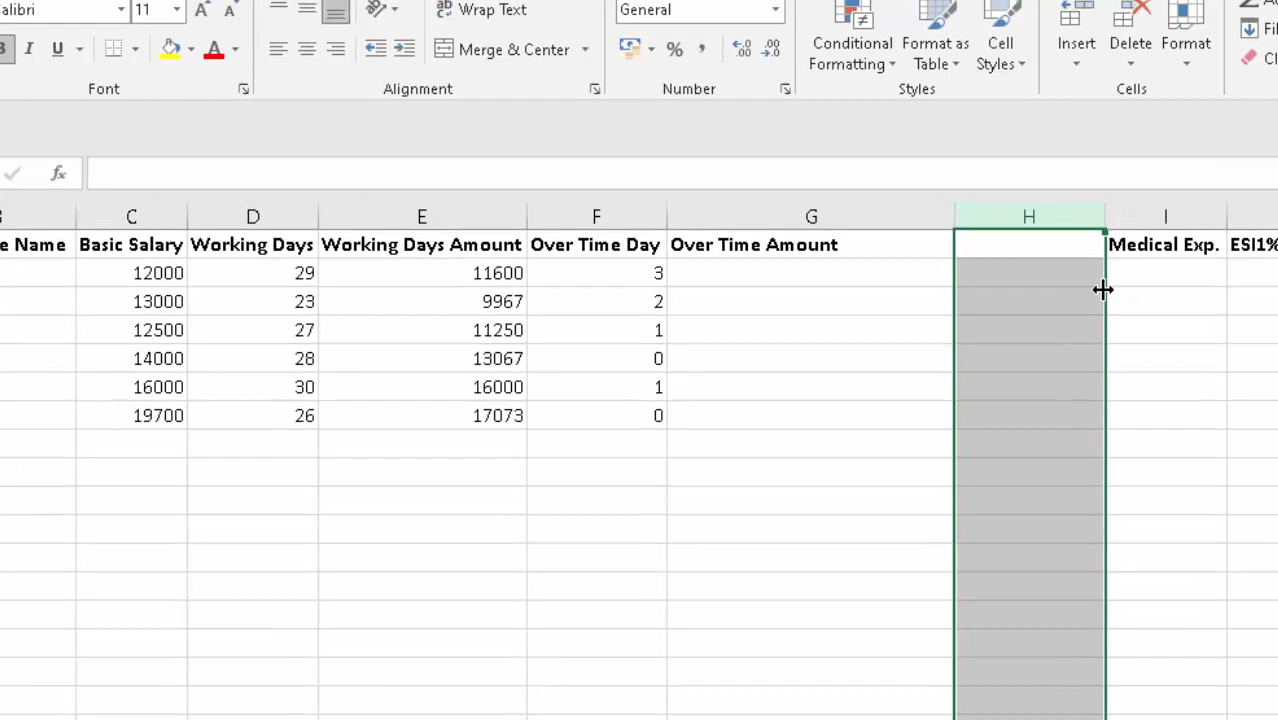 11 Wrap Text General
I U A Merge & Center % , Conditional Formatting Format as Table Cell Styles Insert Delete Format
Font Alignment Number Styles Cells
fx
C D E F G H I
e Name Basic Salary Working Days Working Days Amount Over Time Day Over Time Amount Medical Exp. ESI1%
12000 29 11600 3
13000 23 9967 2
12500 27 11250 1
14000 28 13067 0
16000 30 16000 1
19700 26 17073 0